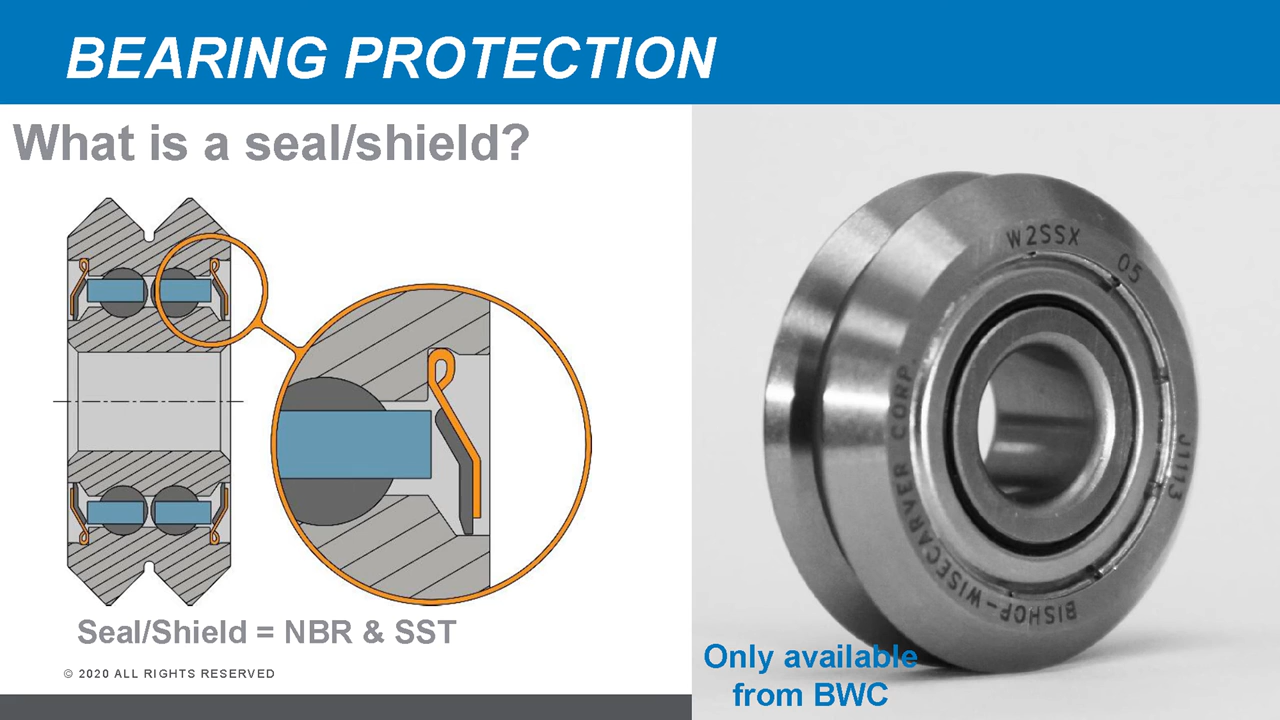 BEARING PROTECTION
What is a seal/shield?
W2SSX 05
J1113
BISHOP-WISECARVER CORP.
Seal/Shield = NBR & SST
© 2020 ALL RIGHTS RESERVED
Only available
from BWC